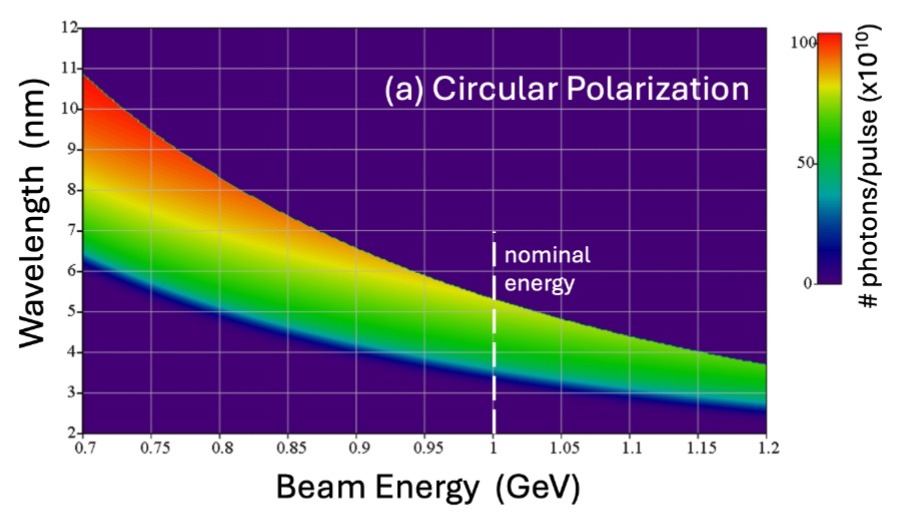 (a) Circular Polarization
nominal
energy
Wavelength (nm)
12
11
10
9
8
7
6
5
4
3
2
0.7 0.75 0.8 0.85 0.9 0.95 1 1.05 1.1 1.15 1.2
Beam Energy (GeV)
100
50
0
# photons/pulse (x10¹⁰)